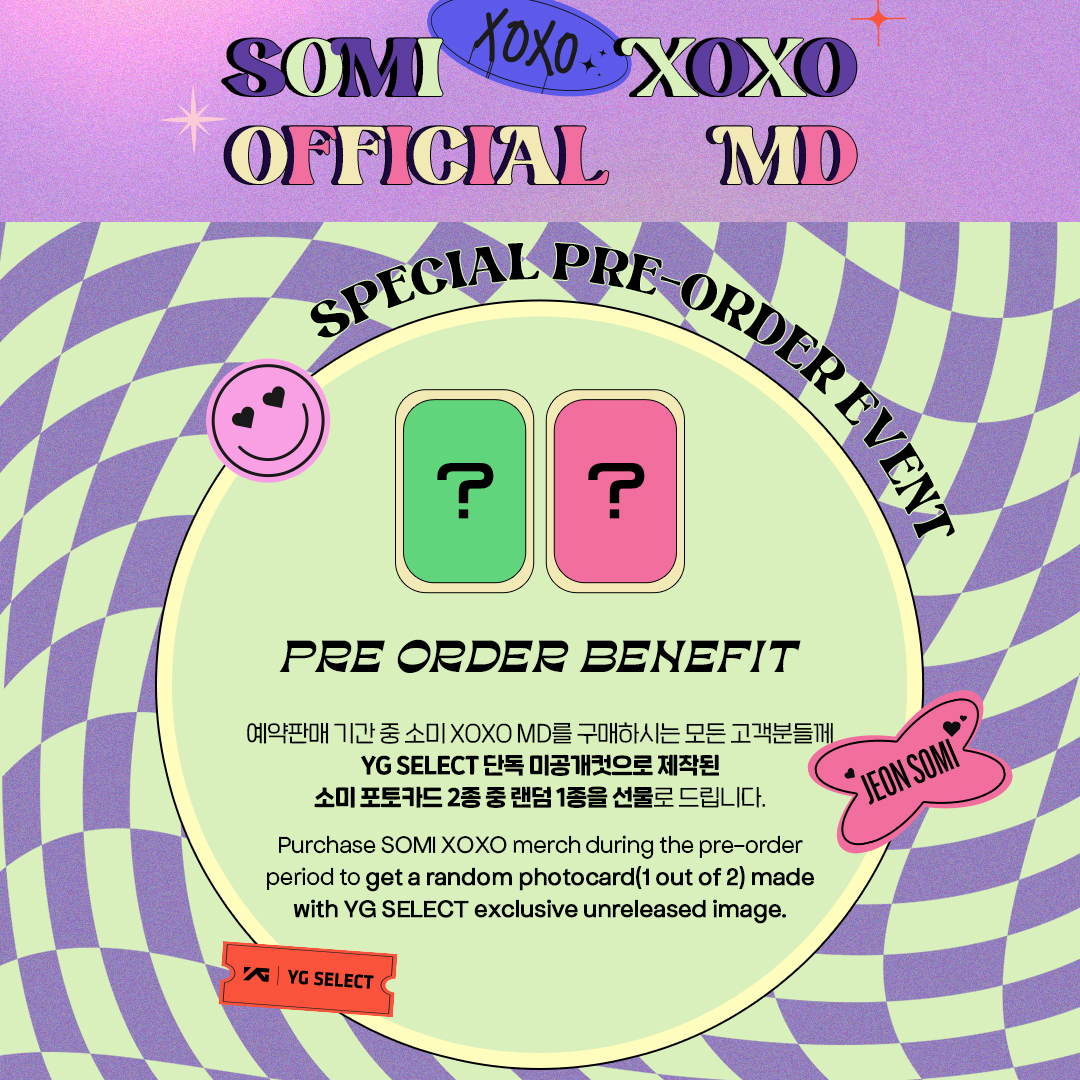 XOXO
SOMI XOXO
OFFICIAL MD
SPECIAL PRE-ORDER EVENT
? ?
PRE ORDER BENEFIT
예약판매 기간 중 소미 XOXO MD를 구매하시는 모든 고객분들께
YG SELECT 단독 미공개컷으로 제작된
소미 포토카드 2종 중 랜덤 1종을 선물로 드립니다.
JEON SOMI
Purchase SOMI XOXO merch during the pre-order
period to get a random photocard(1 out of 2) made
with YG SELECT exclusive unreleased image.
YG | YG SELECT